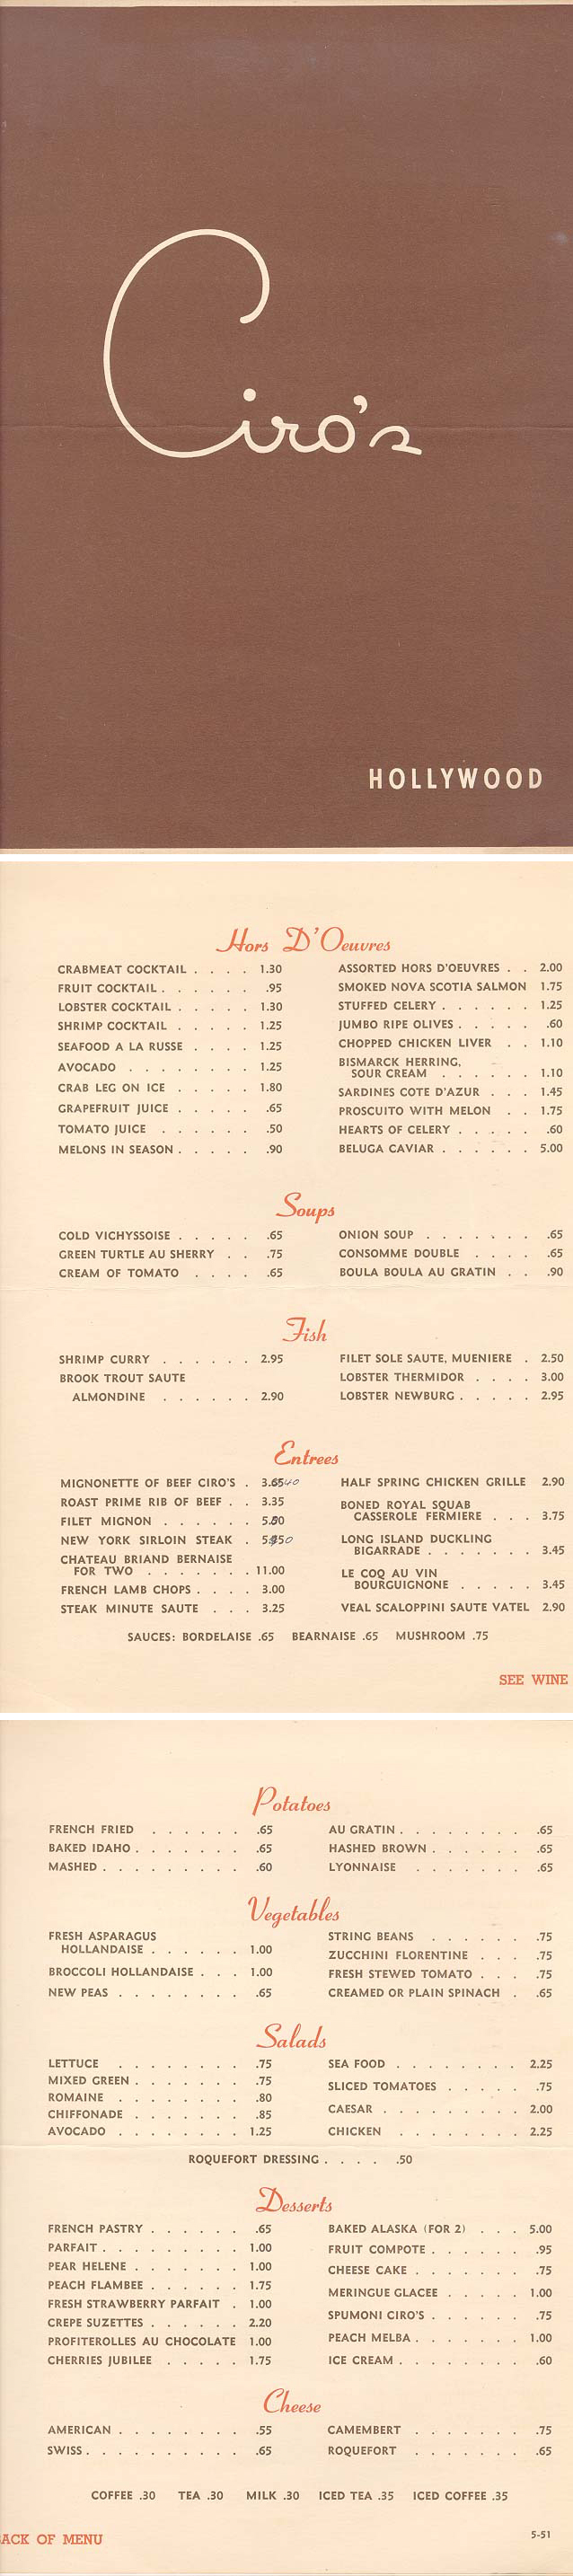 Ciro's
HOLLYWOOD
Hors D'Oeuvres
CRABMEAT COCKTAIL . . . . 1.30
FRUIT COCKTAIL . . . . . . .95
LOBSTER COCKTAIL . . . . . 1.30
SHRIMP COCKTAIL . . . . . 1.25
SEAFOOD A LA RUSSE . . . . 1.25
AVOCADO . . . . . . . 1.25
CRAB LEG ON ICE . . . . . 1.80
GRAPEFRUIT JUICE . . . . . .65
TOMATO JUICE . . . . . . .50
MELONS IN SEASON . . . . . .90
ASSORTED HORS D'OEUVRES . . 2.00
SMOKED NOVA SCOTIA SALMON 1.75
STUFFED CELERY . . . . . . 1.25
JUMBO RIPE OLIVES . . . . . .60
CHOPPED CHICKEN LIVER . . 1.10
BISMARCK HERRING,
SOUR CREAM . . . . . . 1.10
SARDINES COTE D'AZUR . . . 1.45
PROSCUITO WITH MELON . . 1.75
HEARTS OF CELERY . . . . . .60
BELUGA CAVIAR . . . . . . 5.00
Soups
COLD VICHYSSOISE . . . . . .65
GREEN TURTLE AU SHERRY . . .75
CREAM OF TOMATO . . . . .65
ONION SOUP . . . . . . .65
CONSOMME DOUBLE . . . . .65
BOULA BOULA AU GRATIN . . .90
Fish
SHRIMP CURRY . . . . . . 2.95
BROOK TROUT SAUTE
ALMONDINE . . . . . . 2.90
FILET SOLE SAUTE, MUENIERE . 2.50
LOBSTER THERMIDOR . . . . 3.00
LOBSTER NEWBURG . . . . . 2.95
Entrees
MIGNONETTE OF BEEF CIRO'S . 3.65 40
ROAST PRIME RIB OF BEEF . . 3.35
FILET MIGNON . . . . . .
NEW YORK SIRLOIN STEAK .
CHATEAU BRIAND BERNAISE
FOR TWO . . . . . . . 11.00
FRENCH LAMB CHOPS . . . . 3.00
STEAK MINUTE SAUTE . . . 3.25
HALF SPRING CHICKEN GRILLE 2.90
BONED ROYAL SQUAB
CASSEROLE FERMIERE . . . 3.75
LONG ISLAND DUCKLING
BIGARRADE . . . . . . . 3.45
LE COQ AU VIN
BOURGUIGNONE . . . . . 3.45
VEAL SCALOPPINI SAUTE VATEL 2.90
SAUCES: BORDELAISE .65 BEARNAISE .65 MUSHROOM .75
SEE WINE
Potatoes
FRENCH FRIED . . . . . . .65
BAKED IDAHO . . . . . . . .65
MASHED . . . . . . . . . .60
AU GRATIN . . . . . . . . .65
HASHED BROWN . . . . . . .65
LYONNAISE . . . . . . . .65
Vegetables
FRESH ASPARAGUS
HOLLANDAISE . . . . . . 1.00
BROCCOLI HOLLANDAISE . . . 1.00
NEW PEAS . . . . . . . . .65
STRING BEANS . . . . . . .75
ZUCCHINI FLORENTINE . . . .75
FRESH STEWED TOMATO . . . .75
CREAMED OR PLAIN SPINACH . .65
Salads
LETTUCE . . . . . . . . .75
MIXED GREEN . . . . . . . .75
ROMAINE . . . . . . . . .80
CHIFFONADE . . . . . . . .85
AVOCADO . . . . . . . . 1.25
SEA FOOD . . . . . . . . 2.25
SLICED TOMATOES . . . . . .75
CAESAR . . . . . . . . . 2.00
CHICKEN . . . . . . . . 2.25
ROQUEFORT DRESSING . . . . .50
Desserts
FRENCH PASTRY . . . . . . .65
PARFAIT . . . . . . . . . 1.00
PEAR HELENE . . . . . . . 1.00
PEACH FLAMBEE . . . . . . 1.75
FRESH STRAWBERRY PARFAIT . 1.00
CREPE SUZETTES . . . . . . 2.20
PROFITEROLLES AU CHOCOLATE 1.00
CHERRIES JUBILEE . . . . . 1.75
BAKED ALASKA (FOR 2) . . . 5.00
FRUIT COMPOTE . . . . . . .95
CHEESE CAKE . . . . . . . .75
MERINGUE GLACEE . . . . . 1.00
SPUMONI CIRO'S . . . . . . .75
PEACH MELBA . . . . . . . 1.00
ICE CREAM . . . . . . . . .60
Cheese
AMERICAN . . . . . . . . .55
SWISS . . . . . . . . . . .65
CAMEMBERT . . . . . . . .75
ROQUEFORT . . . . . . . .65
COFFEE .30 TEA .30 MILK .30 ICED TEA .35 ICED COFFEE .35
ACK OF MENU
5-51